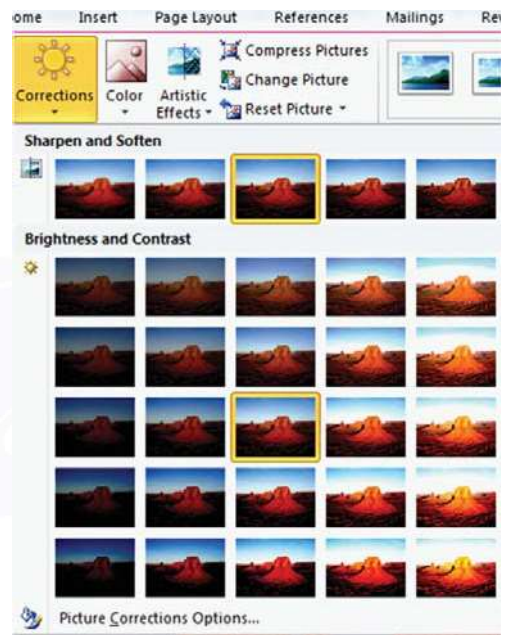 ome Insert Page Layout References Mailings Re
Compress Pictures
Change Picture
Corrections Color Artistic Effects Reset Picture
Sharpen and Soften
Brightness and Contrast
Picture Corrections Options...